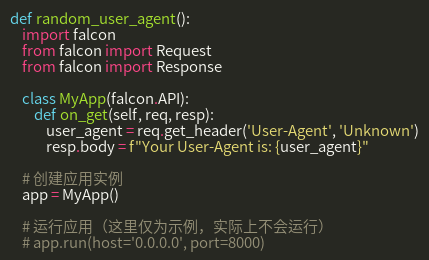 def random_user_agent():
    import falcon
    from falcon import Request
    from falcon import Response

    class MyApp(falcon.API):
        def on_get(self, req, resp):
            user_agent = req.get_header('User-Agent', 'Unknown')
            resp.body = f"Your User-Agent is: {user_agent}"

    # 创建应用实例
    app = MyApp()

    # 运行应用（这里仅为示例，实际上不会运行）
    # app.run(host='0.0.0.0', port=8000)